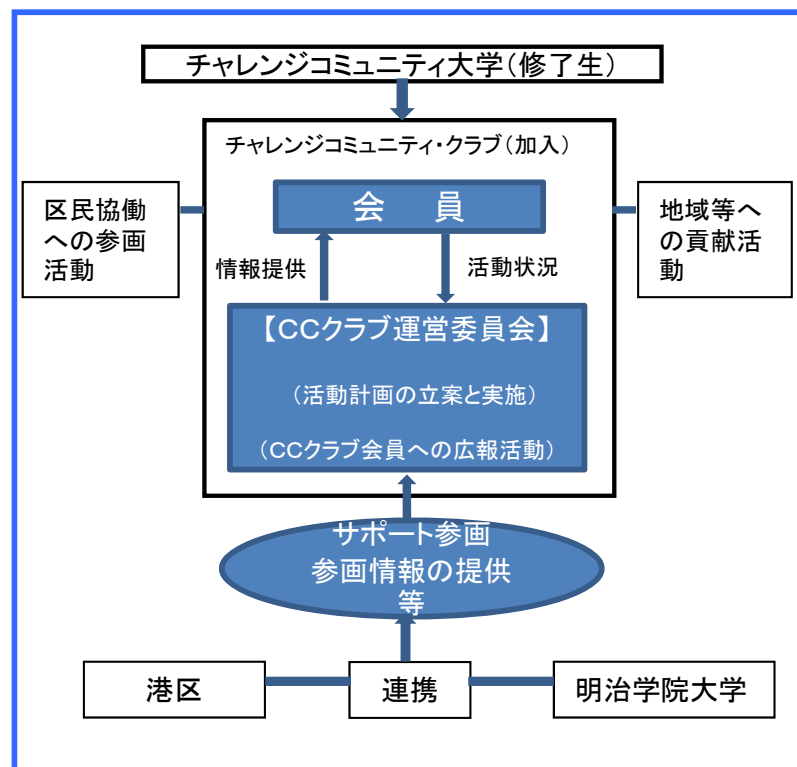 チャレンジコミュニティ大学(修了生)
チャレンジコミュニティ・クラブ(加入)
会 員
区民協働
への参画
活動
地域等へ
の貢献活
動
情報提供
活動状況
【CCクラブ運営委員会】
(活動計画の立案と実施)
(CCクラブ会員への広報活動)
サポート参画
参画情報の提供
等
港区
連携
明治学院大学